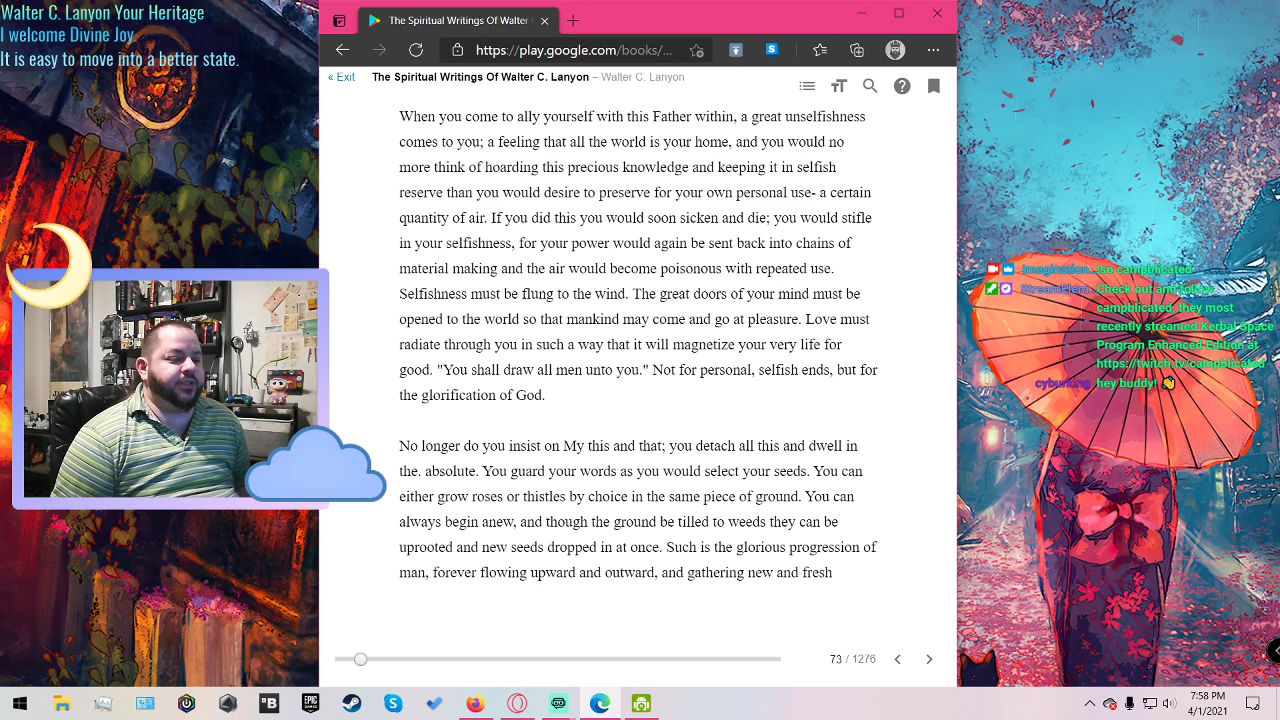 Walter C. Lanyon Your Heritage
I welcome Divine Joy
It is easy to move into a better state.
The Spiritual Writings Of Walter
https://play.google.com/books/...
« Exit
The Spiritual Writings Of Walter C. Lanyon – Walter C. Lanyon
When you come to ally yourself with this Father within, a great unselfishness
comes to you; a feeling that all the world is your home, and you would no
more think of hoarding this precious knowledge and keeping it in selfish
reserve than you would desire to preserve for your own personal use- a certain
quantity of air. If you did this you would soon sicken and die; you would stifle
in your selfishness, for your power would again be sent back into chains of
material making and the air would become poisonous with repeated use.
Selfishness must be flung to the wind. The great doors of your mind must be
opened to the world so that mankind may come and go at pleasure. Love must
radiate through you in such a way that it will magnetize your very life for
good. "You shall draw all men unto you." Not for personal, selfish ends, but for
the glorification of God.
No longer do you insist on My this and that; you detach all this and dwell in
the. absolute. You guard your words as you would select your seeds. You can
either grow roses or thistles by choice in the same piece of ground. You can
always begin anew, and though the ground be tilled to weeds they can be
uprooted and new seeds dropped in at once. Such is the glorious progression of
man, forever flowing upward and outward, and gathering new and fresh
73 / 1276
imagination... !so campblicated
StreamElem... Check out and follow
campblicated, they most
recently streamed Kerbal Space
Program Enhanced Edition at
https://twitch.tv/campblicated
cyburking hey buddy!
EPIC
GAMES
B
7:58 PM
4/1/2021